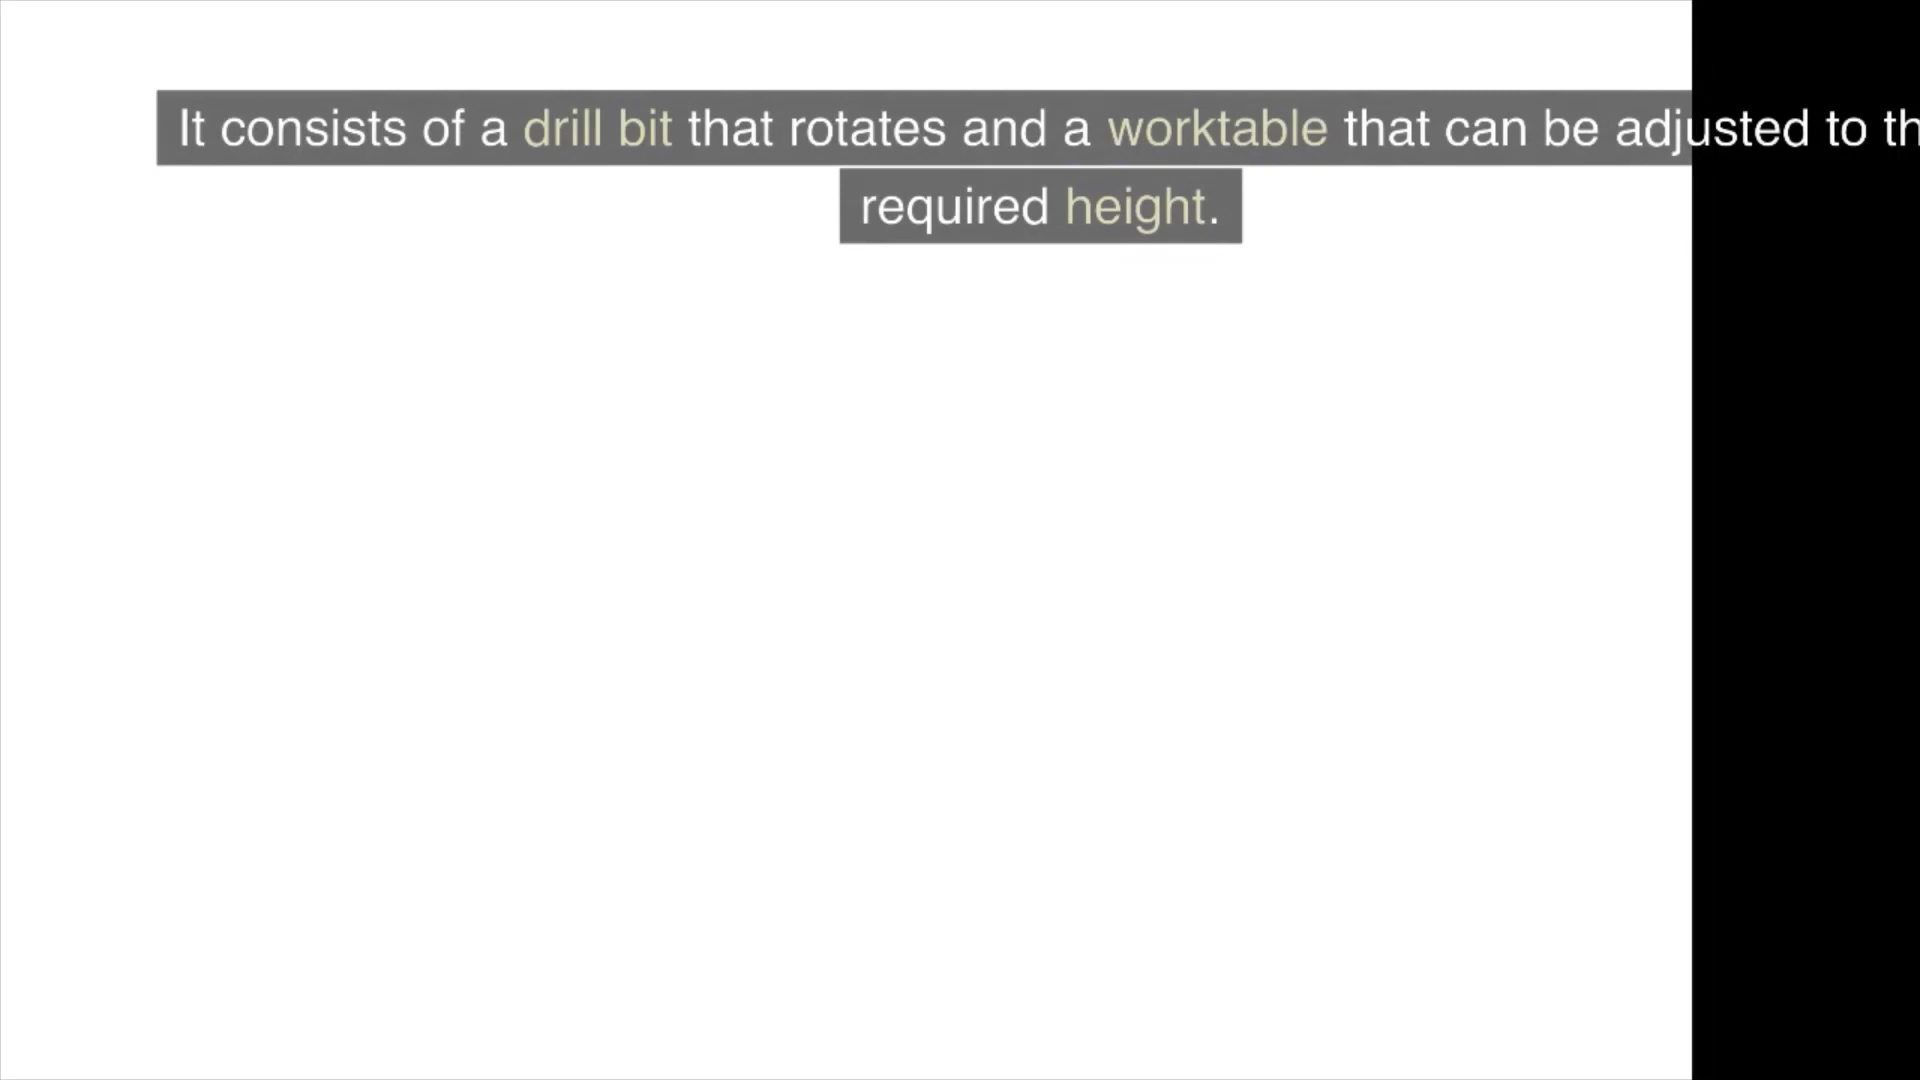 It consists of a drill bit that rotates and a worktable that can be adjusted to th
required height.